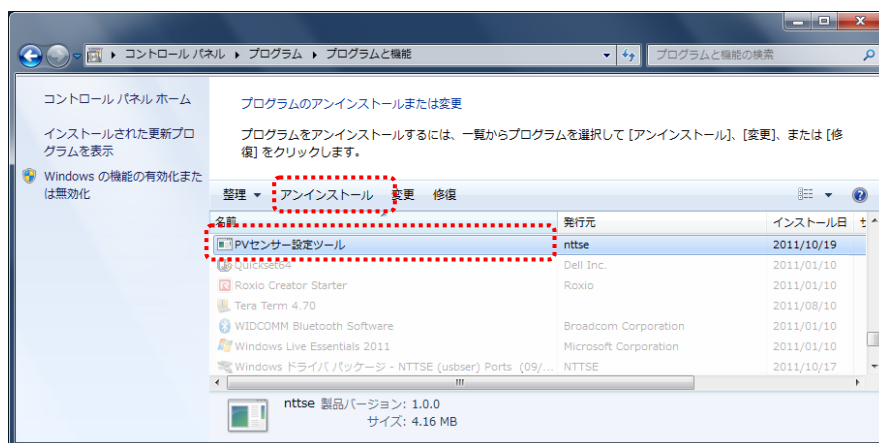 コントロール パネル ▸ プログラム ▸ プログラムと機能
プログラムと機能の検索
コントロール パネル ホーム
インストールされた更新プロ
グラムを表示
Windows の機能の有効化また
は無効化
プログラムのアンインストールまたは変更
プログラムをアンインストールするには、一覧からプログラムを選択して [アンインストール]、[変更]、または [修
復] をクリックします。
整理 ▼ アンインストール 変更 修復
名前 発行元 インストール日 サ
PVセンサー設定ツール nttse 2011/10/19
Quickset64 Dell Inc. 2011/01/10
Roxio Creator Starter Roxio 2011/01/10
Tera Term 4.70 2011/08/10
WIDCOMM Bluetooth Software Broadcom Corporation 2011/01/10
Windows Live Essentials 2011 Microsoft Corporation 2011/01/10
Windows ドライバ パッケージ - NTTSE (usbser) Ports (09/... NTTSE 2011/10/17
nttse 製品バージョン: 1.0.0
サイズ: 4.16 MB